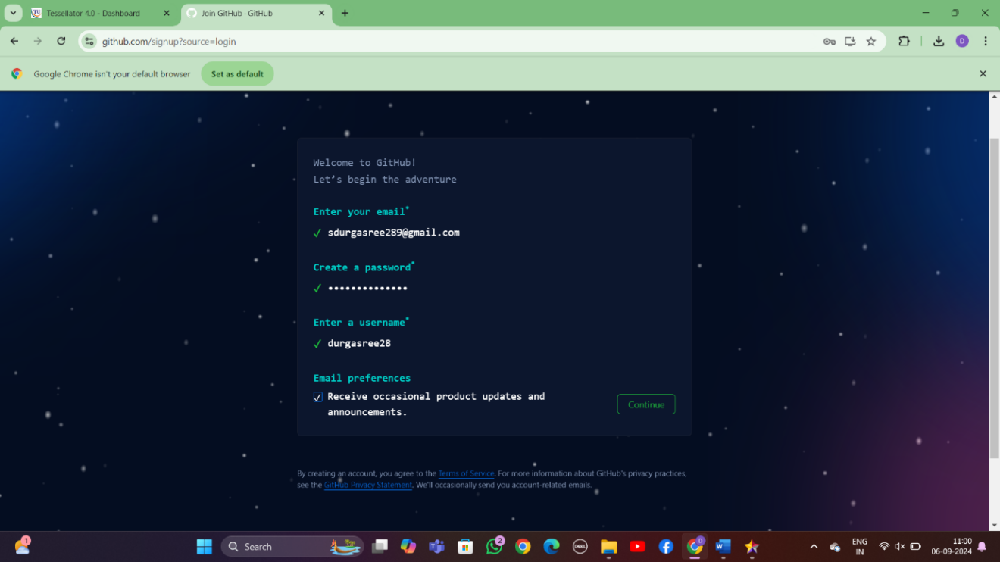 Tessellator 4.0 - Dashboard
Join GitHub · GitHub
github.com/signup?source=login
D
Google Chrome isn't your default browser
Set as default
Welcome to GitHub!
Let's begin the adventure
Enter your email*
sdurgasree289@gmail.com
Create a password*
••••••••••••••
Enter a username*
durgasree28
Email preferences
Receive occasional product updates and
announcements.
Continue
By creating an account, you agree to the Terms of Service. For more information about GitHub's privacy practices,
see the GitHub Privacy Statement. We'll occasionally send you account-related emails.
1
Search
2
DELL
D
W
ENG
IN
11:00
06-09-2024